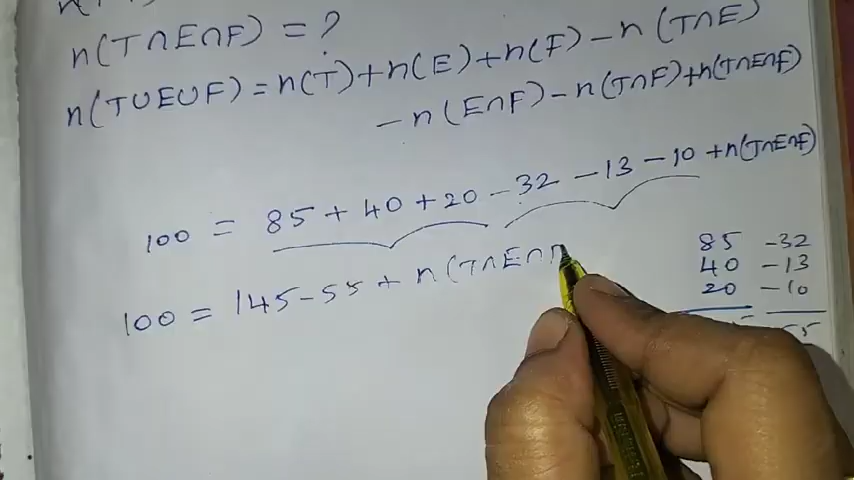 n(T∩E∩F) = ?
n(T∪E∪F) = n(T)+n(E)+n(F)-n(T∩E)
-n(E∩F)-n(T∩F)+n(T∩E∩F)
100 = 85+40+20-32-13-10+n(T∩E∩F)
100 = 145-55+n(T∩E∩
85 -32
40 -13
20 -10